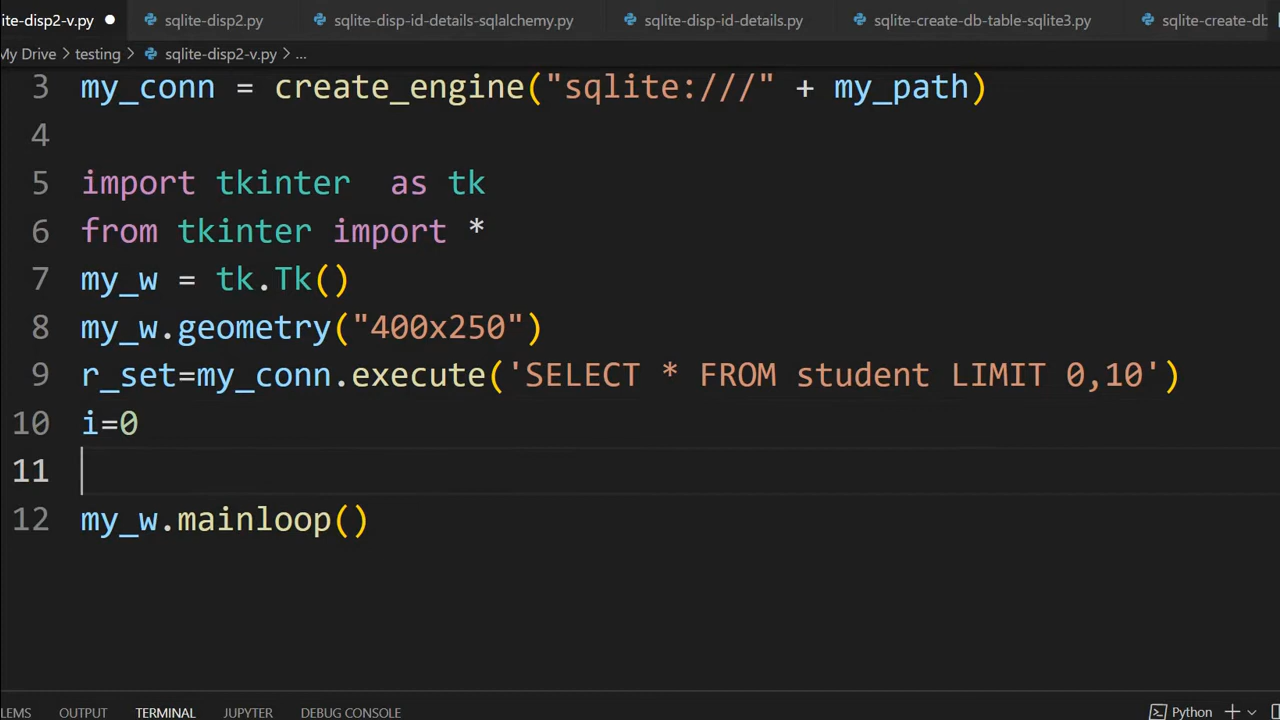 lite-disp2-v.py sqlite-disp2.py sqlite-disp-id-details-sqlalchemy.py sqlite-disp-id-details.py sqlite-create-db-table-sqlite3.py sqlite-create-db
My Drive > testing > sqlite-disp2-v.py > ...
3 my_conn = create_engine("sqlite:///" + my_path)
4
5 import tkinter  as tk
6 from tkinter import *
7 my_w = tk.Tk()
8 my_w.geometry("400x250")
9 r_set=my_conn.execute('SELECT * FROM student LIMIT 0,10')
10 i=0
11
12 my_w.mainloop()
LEMS OUTPUT TERMINAL JUPYTER DEBUG CONSOLE Python